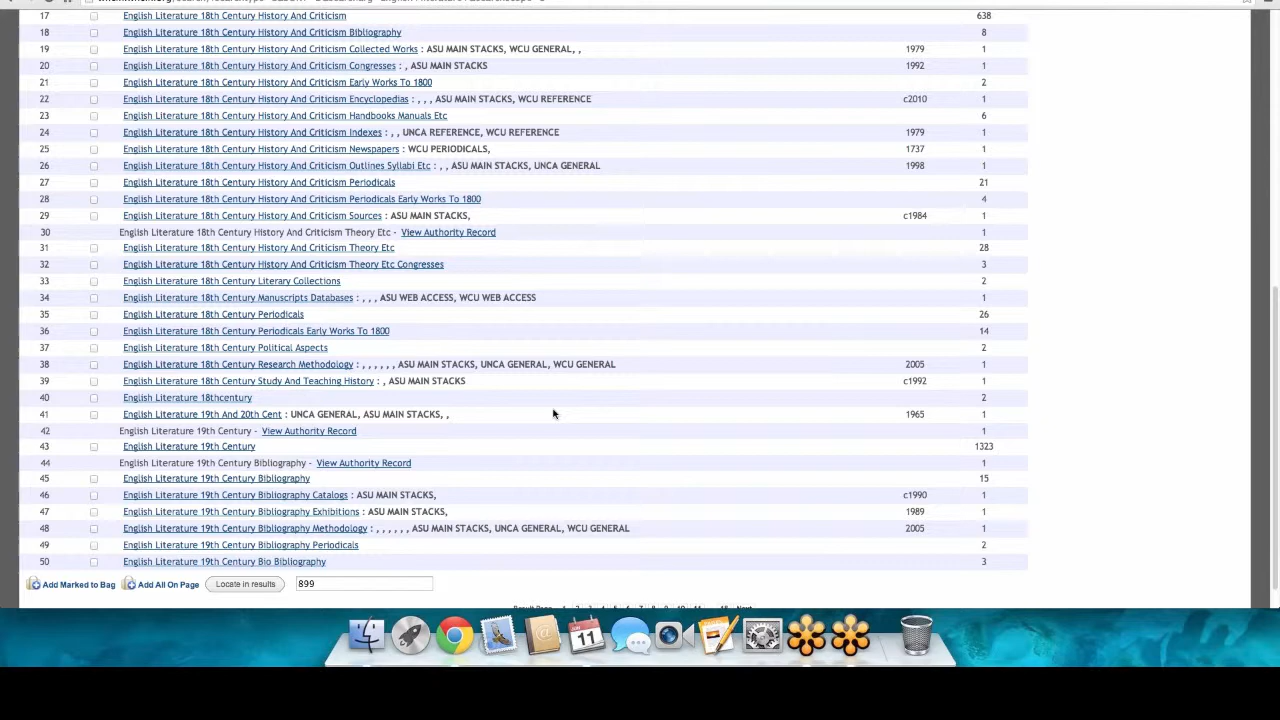 17 English Literature 18th Century History And Criticism 638
18 English Literature 18th Century History And Criticism Bibliography 8
19 English Literature 18th Century History And Criticism Collected Works : ASU MAIN STACKS, WCU GENERAL, , 1979 1
20 English Literature 18th Century History And Criticism Congresses : , ASU MAIN STACKS 1992 1
21 English Literature 18th Century History And Criticism Early Works To 1800 2
22 English Literature 18th Century History And Criticism Encyclopedias : , , , ASU MAIN STACKS, WCU REFERENCE c2010 1
23 English Literature 18th Century History And Criticism Handbooks Manuals Etc 6
24 English Literature 18th Century History And Criticism Indexes : , , UNCA REFERENCE, WCU REFERENCE 1979 1
25 English Literature 18th Century History And Criticism Newspapers : WCU PERIODICALS, 1737 1
26 English Literature 18th Century History And Criticism Outlines Syllabi Etc : , , ASU MAIN STACKS, UNCA GENERAL 1998 1
27 English Literature 18th Century History And Criticism Periodicals 21
28 English Literature 18th Century History And Criticism Periodicals Early Works To 1800 4
29 English Literature 18th Century History And Criticism Sources : ASU MAIN STACKS, c1984 1
30 English Literature 18th Century History And Criticism Theory Etc - View Authority Record 1
31 English Literature 18th Century History And Criticism Theory Etc 28
32 English Literature 18th Century History And Criticism Theory Etc Congresses 3
33 English Literature 18th Century Literary Collections 2
34 English Literature 18th Century Manuscripts Databases : , , , ASU WEB ACCESS, WCU WEB ACCESS 1
35 English Literature 18th Century Periodicals 26
36 English Literature 18th Century Periodicals Early Works To 1800 14
37 English Literature 18th Century Political Aspects 2
38 English Literature 18th Century Research Methodology : , , , , , , ASU MAIN STACKS, UNCA GENERAL, WCU GENERAL 2005 1
39 English Literature 18th Century Study And Teaching History : , ASU MAIN STACKS c1992 1
40 English Literature 18thcentury 2
41 English Literature 19th And 20th Cent : UNCA GENERAL, ASU MAIN STACKS, , 1965 1
42 English Literature 19th Century - View Authority Record 1
43 English Literature 19th Century 1323
44 English Literature 19th Century Bibliography - View Authority Record 1
45 English Literature 19th Century Bibliography 15
46 English Literature 19th Century Bibliography Catalogs : ASU MAIN STACKS, c1990 1
47 English Literature 19th Century Bibliography Exhibitions : ASU MAIN STACKS, 1989 1
48 English Literature 19th Century Bibliography Methodology : , , , , , , ASU MAIN STACKS, UNCA GENERAL, WCU GENERAL 2005 1
49 English Literature 19th Century Bibliography Periodicals 2
50 English Literature 19th Century Bio Bibliography 3
Add Marked to Bag Add All On Page Locate in results 899
11